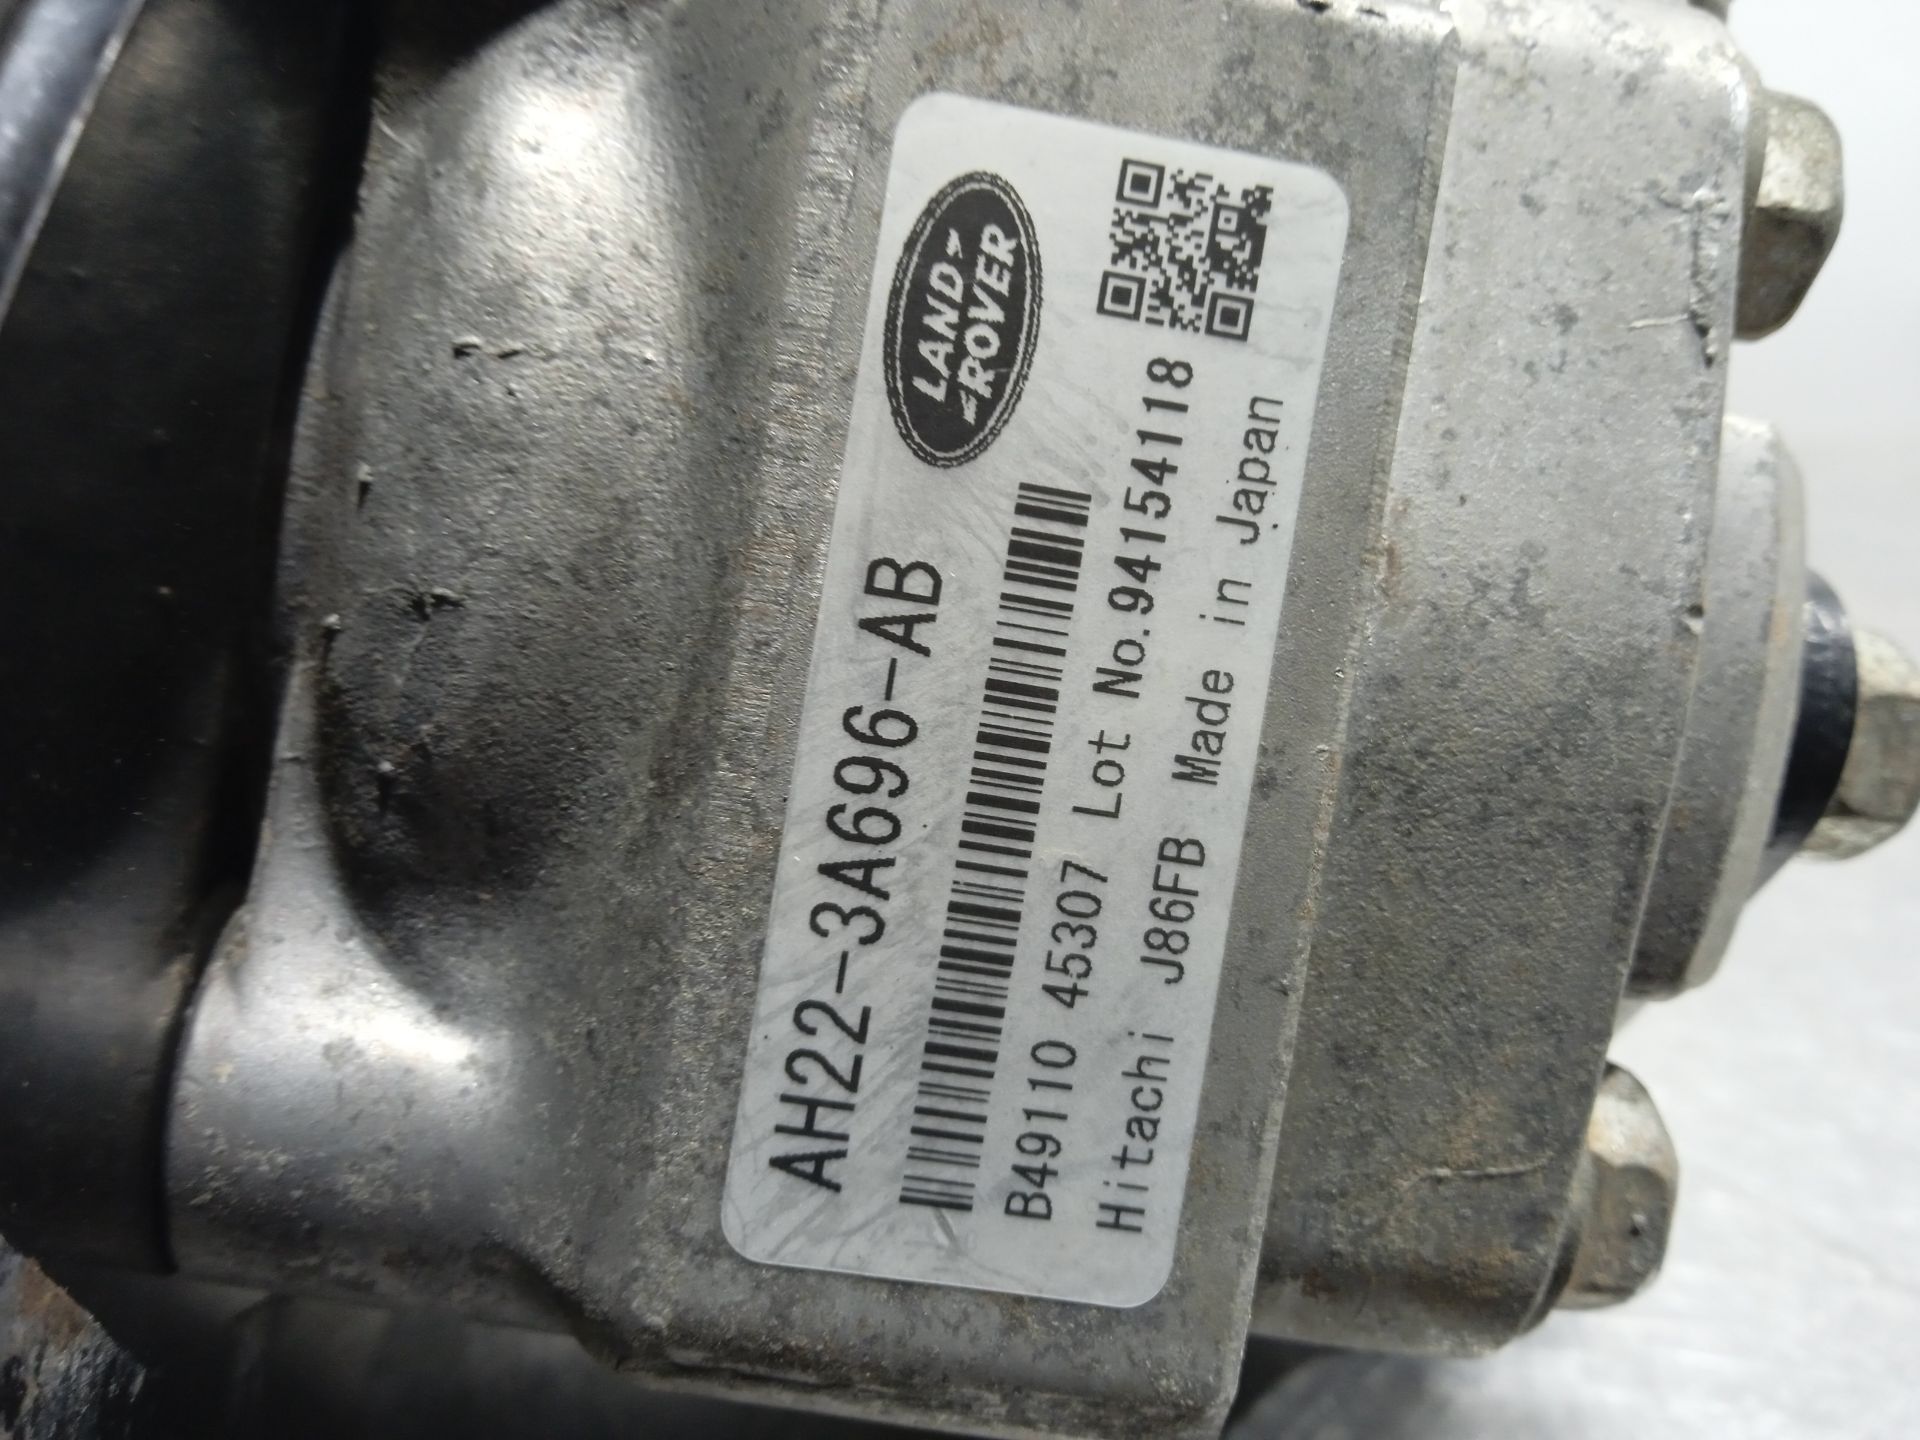 LAND
ROVER
AH22-3A696-AB
B49110 45307 Lot No.94154118
Hitachi J86FB Made in Japan